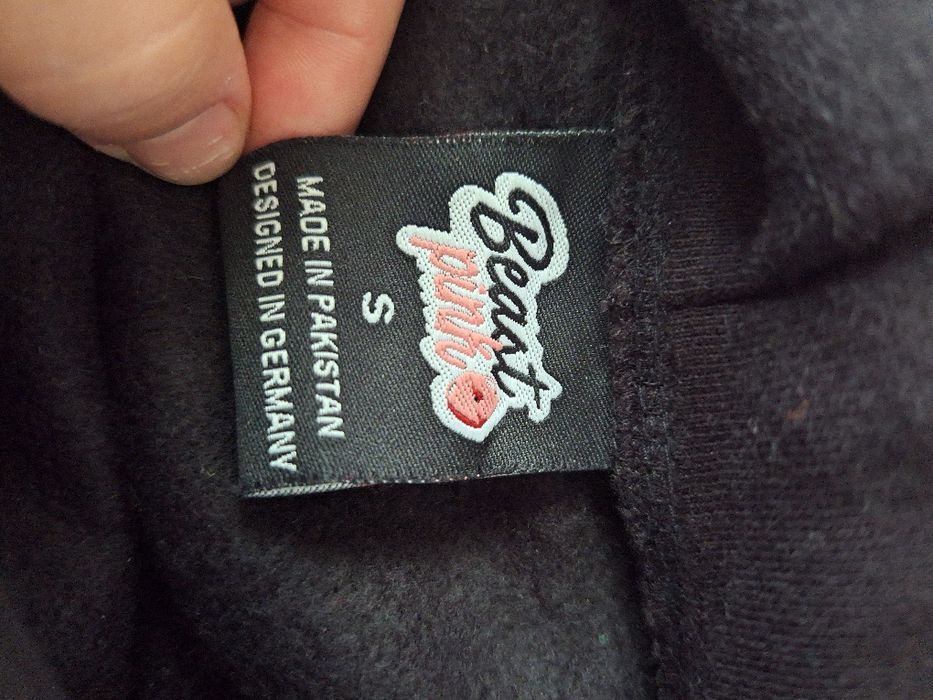 Beast
pink
S
MADE IN PAKISTAN
DESIGNED IN GERMANY